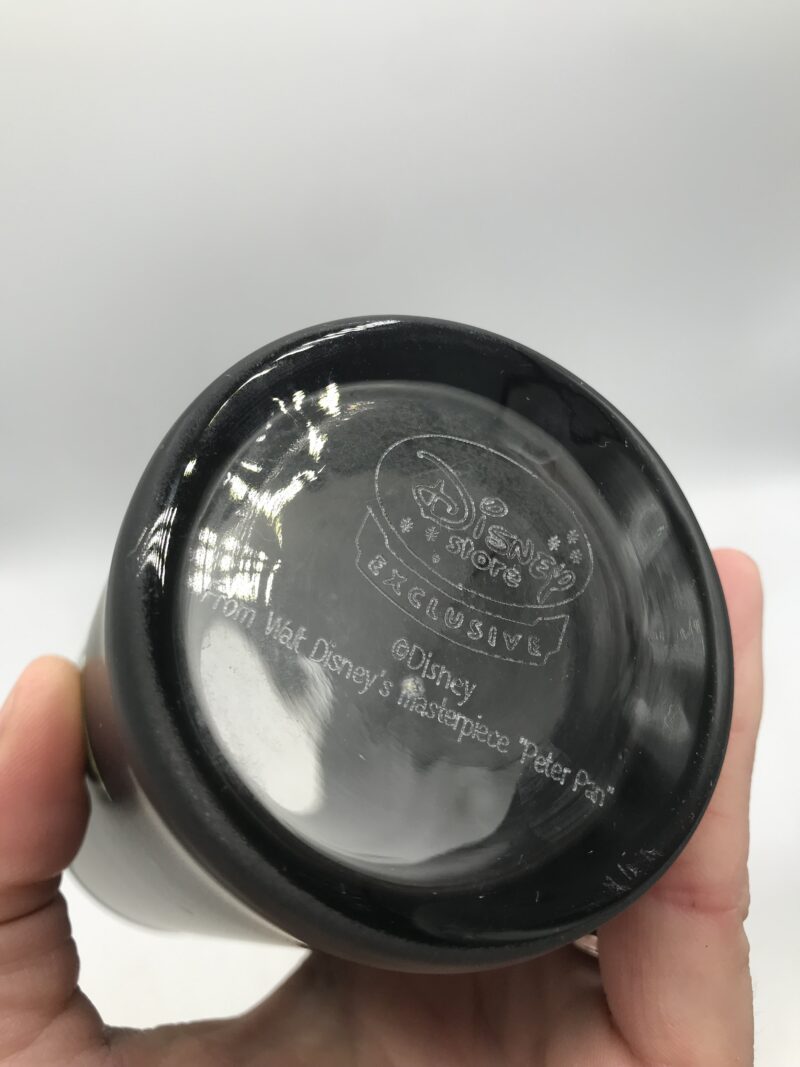 Disney
store
EXCLUSIVE
©Disney
From Walt Disney's masterpiece "Peter Pan"